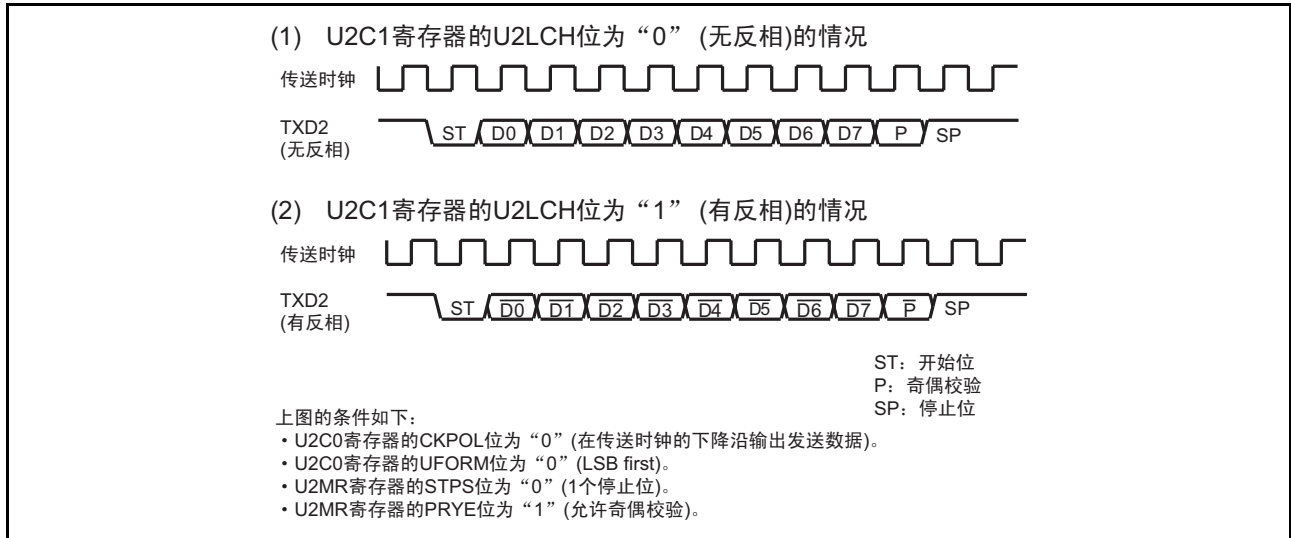 (1) U2C1寄存器的U2LCH位为“0” (无反相)的情况
传送时钟
TXD2
(无反相)
ST D0 D1 D2 D3 D4 D5 D6 D7 P SP
(2) U2C1寄存器的U2LCH位为“1” (有反相)的情况
传送时钟
TXD2
(有反相)
ST D̅0̅ D̅1̅ D̅2̅ D̅3̅ D̅4̅ D̅5̅ D̅6̅ D̅7̅ P̅ SP
ST：开始位
P：奇偶校验
SP：停止位
上图的条件如下：
・U2C0寄存器的CKPOL位为“0”(在传送时钟的下降沿输出发送数据)。
・U2C0寄存器的UFORM位为“0”(LSB first)。
・U2MR寄存器的STPS位为“0”(1个停止位)。
・U2MR寄存器的PRYE位为“1”(允许奇偶校验)。